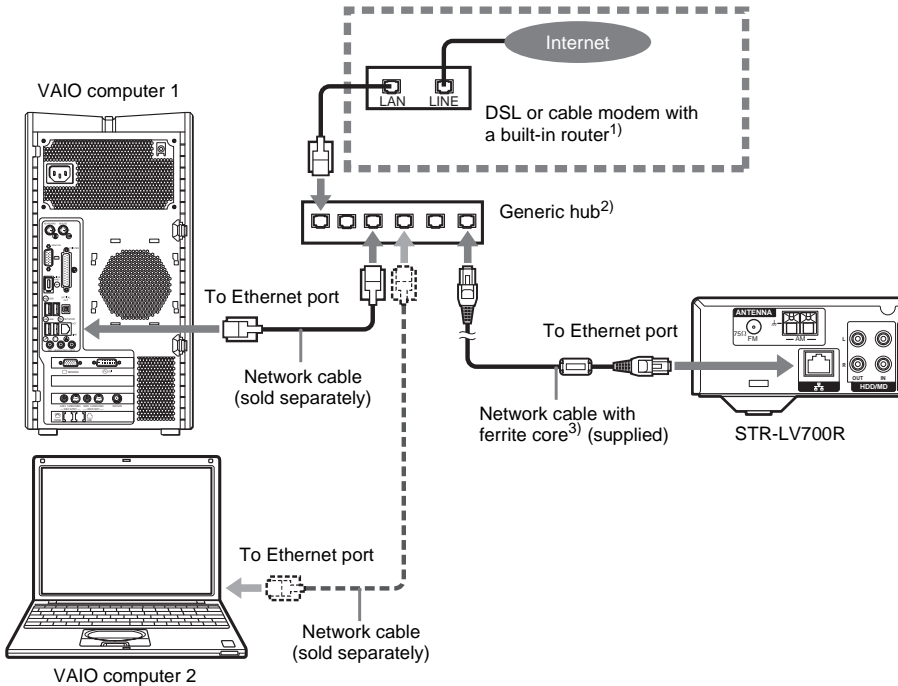 Internet
VAIO computer 1
LAN
LINE
DSL or cable modem with
a built-in router1)
Generic hub2)
To Ethernet port
Network cable
(sold separately)
To Ethernet port
Network cable with
ferrite core3) (supplied)
ANTENNA
75Ω
FM
AM
L
R
OUT
IN
HDD/MD
STR-LV700R
To Ethernet port
Network cable
(sold separately)
VAIO computer 2